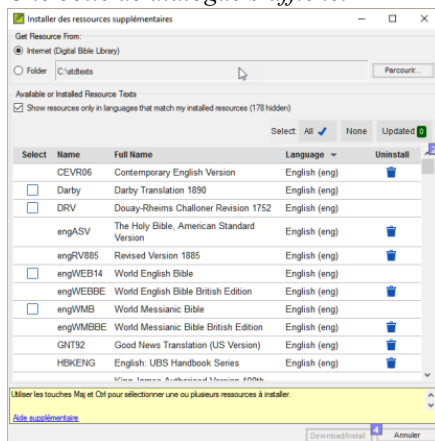 Installer des ressources supplémentaires
Get Resource From:
Internet (Digital Bible Library)
Folder C:\stdtexts Parcourir...
Available or Installed Resource Texts
Show resources only in languages that match my installed resources (178 hidden)
Select: All None Updated 0
Select Name Full Name Language Uninstall
CEVR06 Contemporary English Version English (eng)
Darby Darby Translation 1890 English (eng)
DRV Douay-Rheims Challoner Revision 1752 English (eng)
engASV The Holy Bible, American Standard Version English (eng)
engRV885 Revised Version 1885 English (eng)
engWEB14 World English Bible English (eng)
engWEBBE World English Bible British Edition English (eng)
engWMB World Messianic Bible English (eng)
engWMBBE World Messianic Bible British Edition English (eng)
GNT92 Good News Translation (US Version) English (eng)
HBKENG English: UBS Handbook Series English (eng)
Utiliser les touches Maj et Ctrl pour sélectionner une ou plusieurs ressources à installer.
Aide supplémentaire
4
Download/Install Annuler